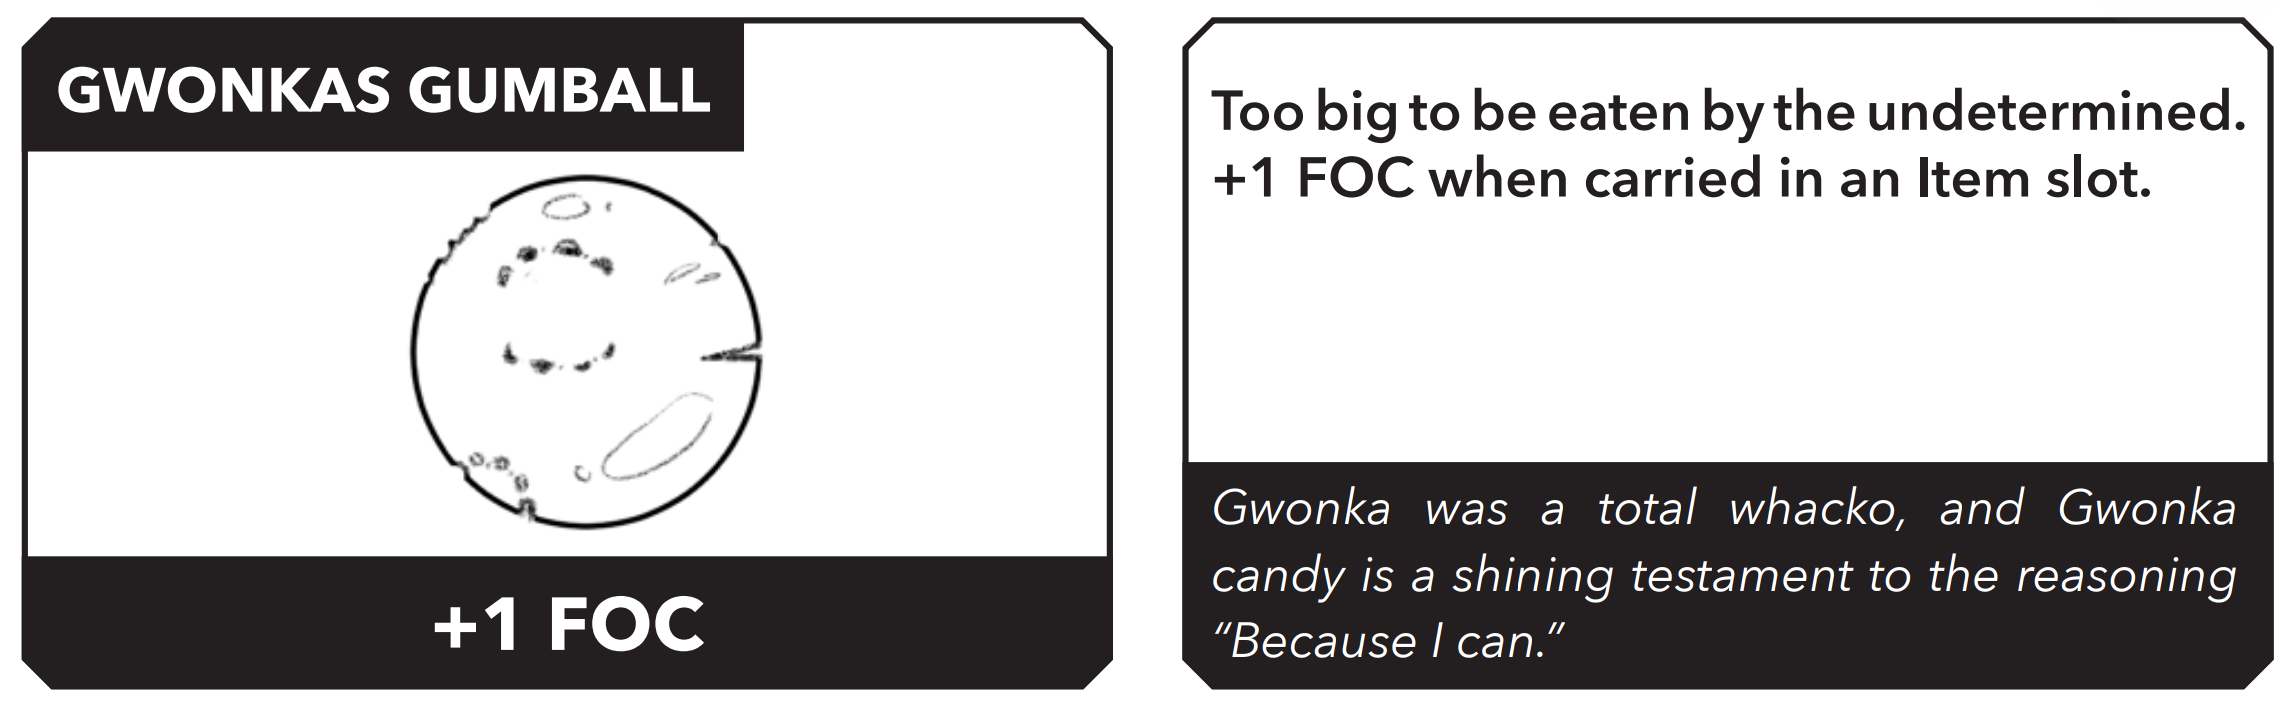 GWONKAS GUMBALL
+1 FOC
Too big to be eaten by the undetermined.
+1 FOC when carried in an Item slot.
Gwonka was a total whacko, and Gwonka
candy is a shining testament to the reasoning
“Because I can.”